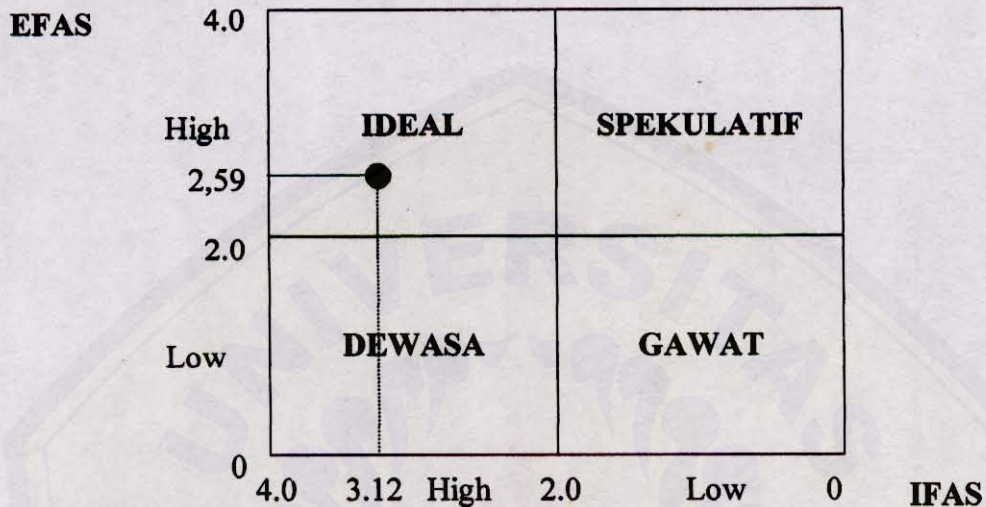 EFAS 4.0
High IDEAL SPEKULATIF
2,59
2.0
Low DEWASA GAWAT
0
4.0 3.12 High 2.0 Low 0 IFAS
UNIVERSITAS